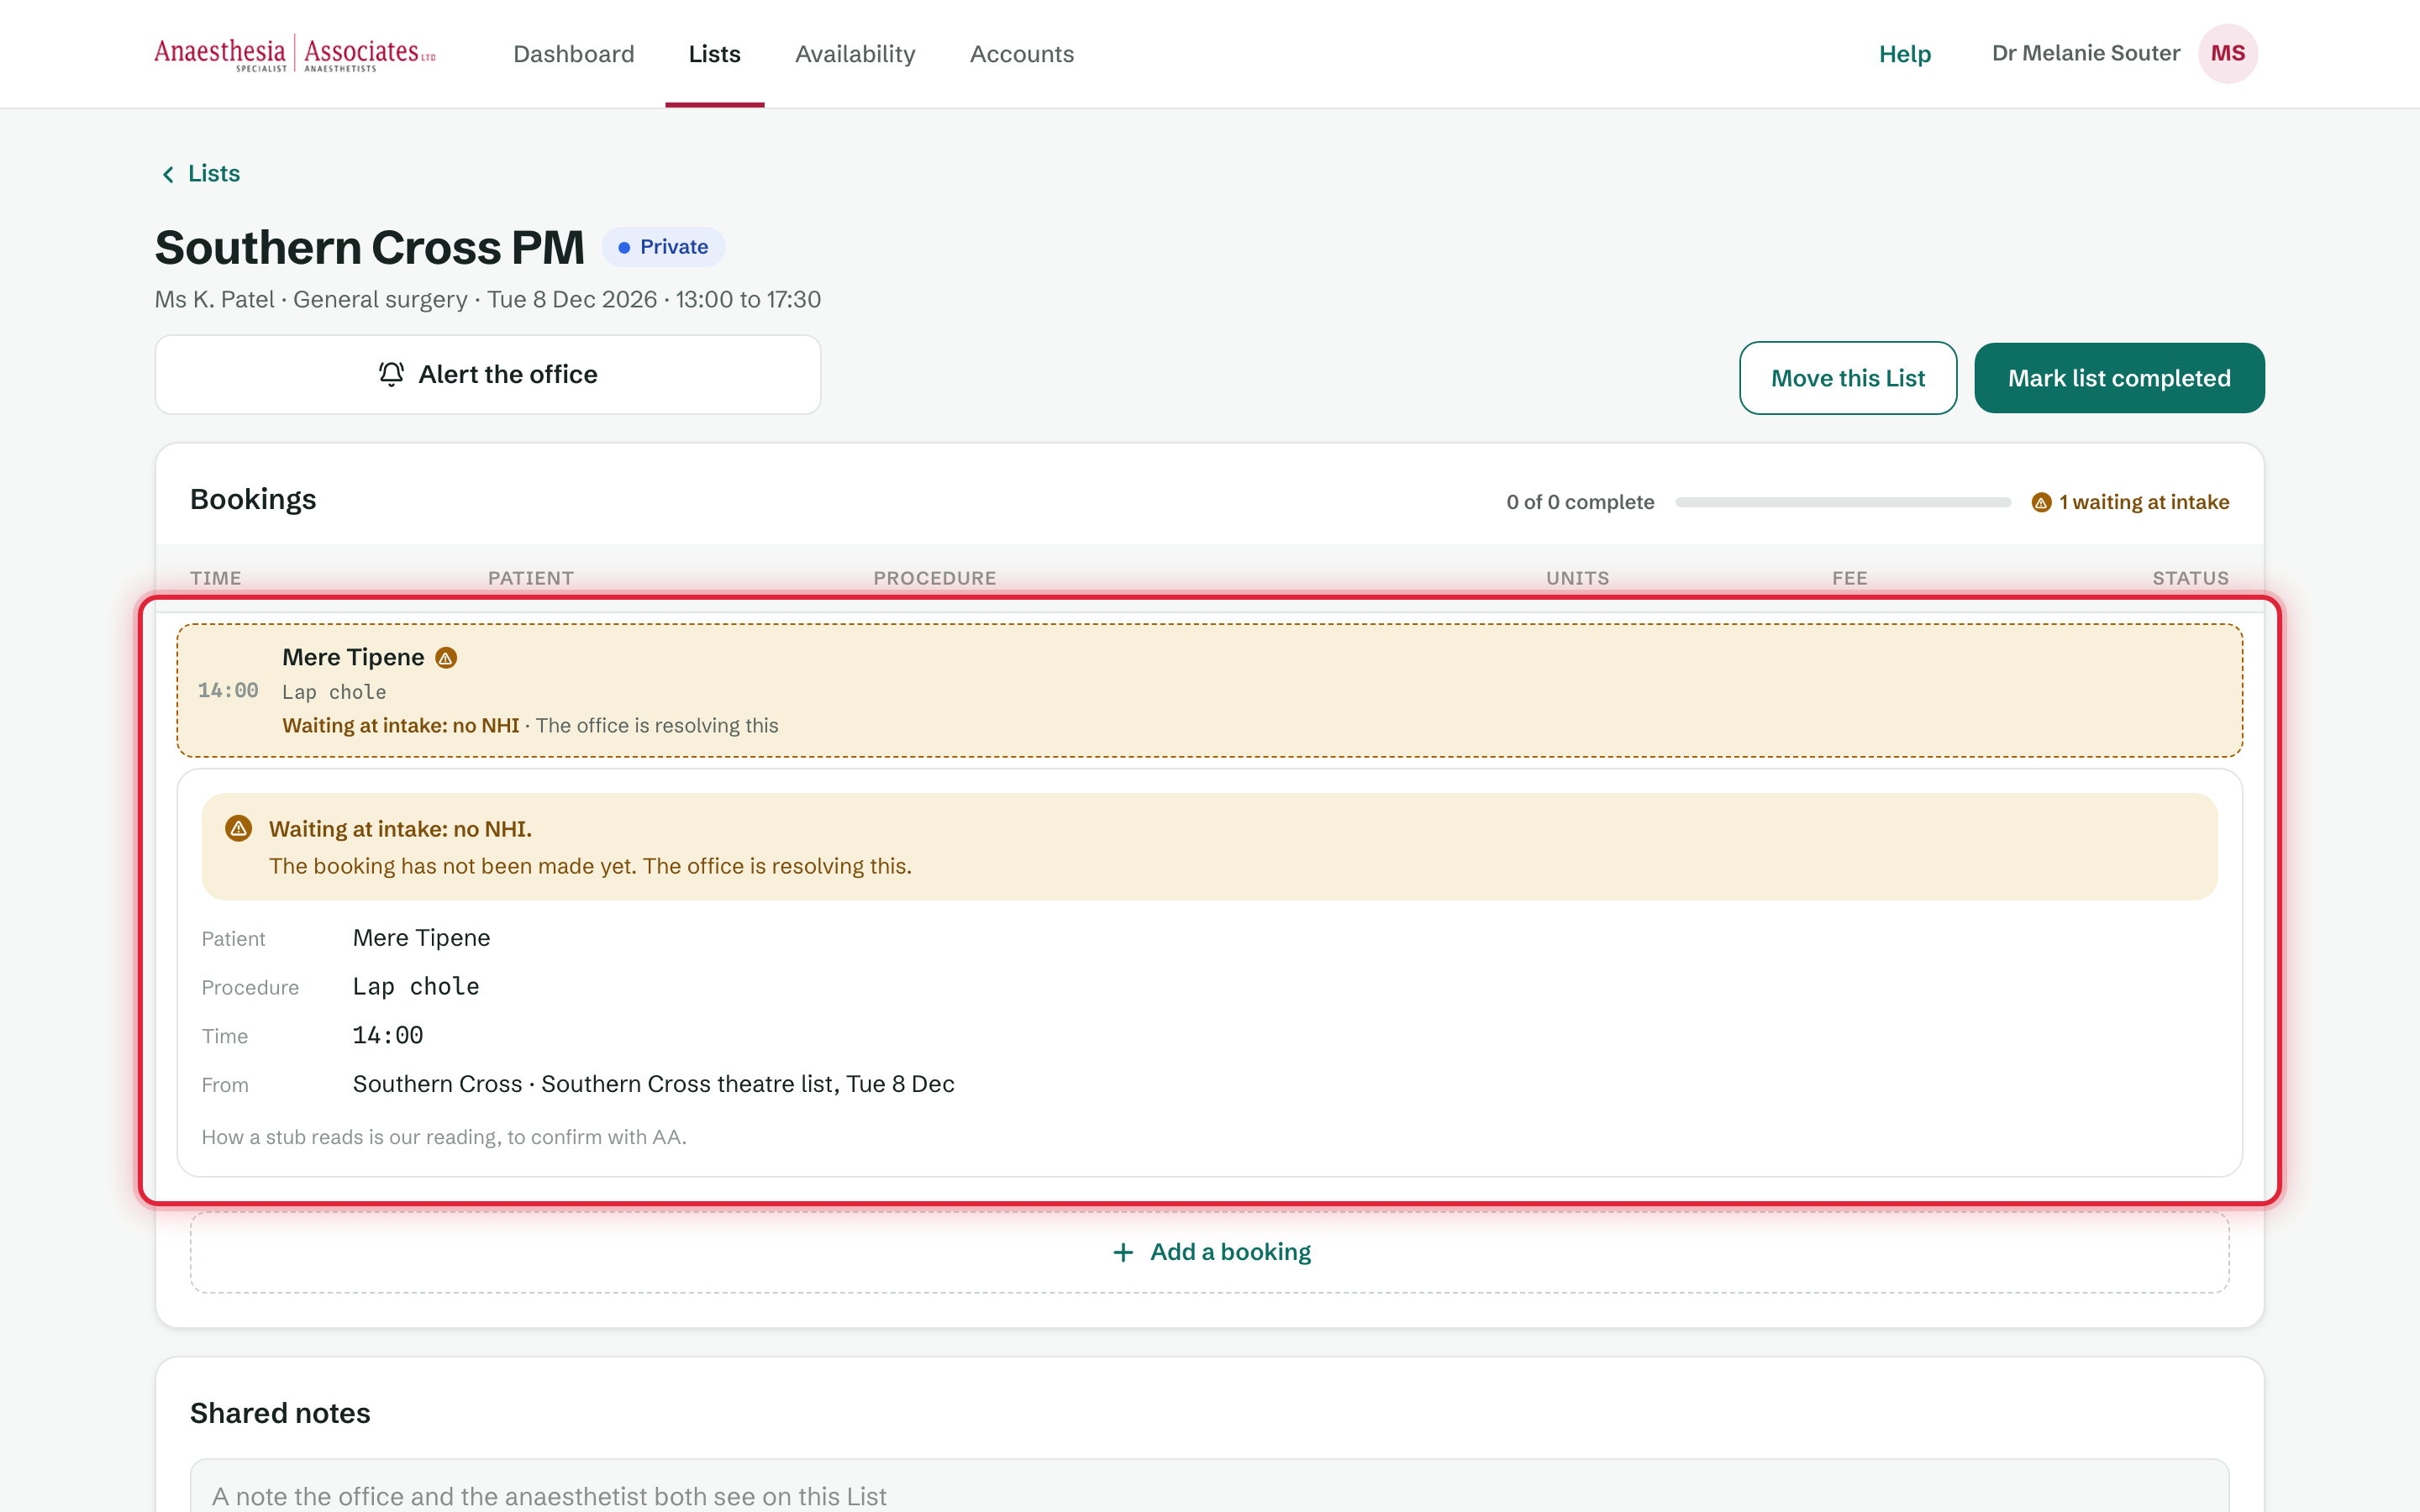 Anaesthesia Associates LTD
SPECIALIST ANAESTHETISTS
Dashboard Lists Availability Accounts Help Dr Melanie Souter MS
Lists
Southern Cross PM Private
Ms K. Patel · General surgery · Tue 8 Dec 2026 · 13:00 to 17:30
Alert the office Move this List Mark list completed
Bookings 0 of 0 complete 1 waiting at intake
TIME PATIENT PROCEDURE UNITS FEE STATUS
Mere Tipene
14:00 Lap chole
Waiting at intake: no NHI · The office is resolving this
Waiting at intake: no NHI.
The booking has not been made yet. The office is resolving this.
Patient Mere Tipene
Procedure Lap chole
Time 14:00
From Southern Cross · Southern Cross theatre list, Tue 8 Dec
How a stub reads is our reading, to confirm with AA.
+ Add a booking
Shared notes
A note the office and the anaesthetist both see on this List